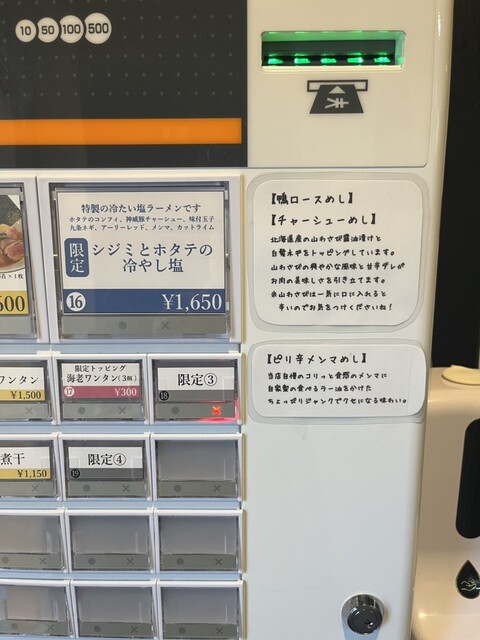 10 50 100 500
特製の冷たい塩ラーメンです
ホタテのコンフィ、神威豚チャーシュー、味付玉子
九条ネギ、アーリーレッド、メンマ、カットライム
限定
シジミとホタテの
冷やし塩
16 ¥1,650
ワンタン
¥1,500
限定トッピング
海老ワンタン(3個)
17 ¥300
限定③
18
煮干
¥1,150
限定④
19
【鴨ロースめし】
【チャーシューめし】
北海道産の山わさび醤油漬けと
自髪ネギをトッピングしています。
山わさびの爽やかな風味と甘辛ダレが
お肉の美味しさを引き立てます。
※山わさびは一気に口に入れると
辛いのでお気をつけくださいね!
【ピリ辛メンマめし】
当店自慢のコリッと食感のメンマに
自家製の食べるラー油をかけた
ちょっぴりジャンクでクセになる味わい。